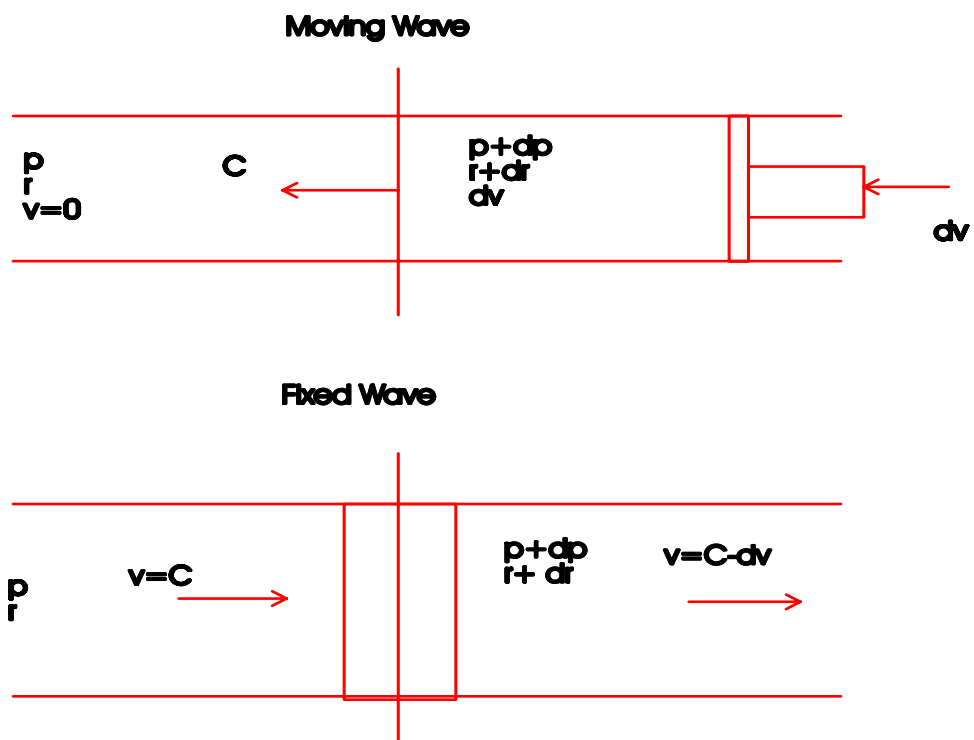 Moving Wave
p
r
v=0
C
p+dp
r+dr
dv
dv
Fixed Wave
p
r
v=C
p+dp
r+ dr
v=C-dv